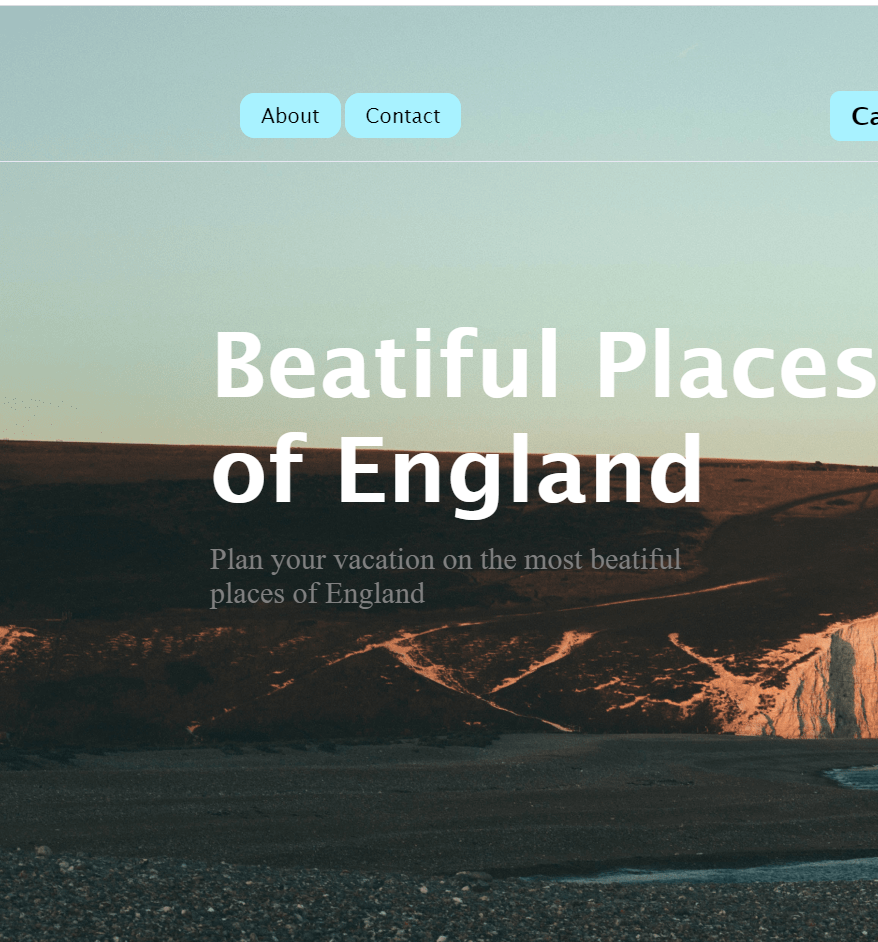 About Contact Ca
Beatiful Places
of England
Plan your vacation on the most beatiful
places of England